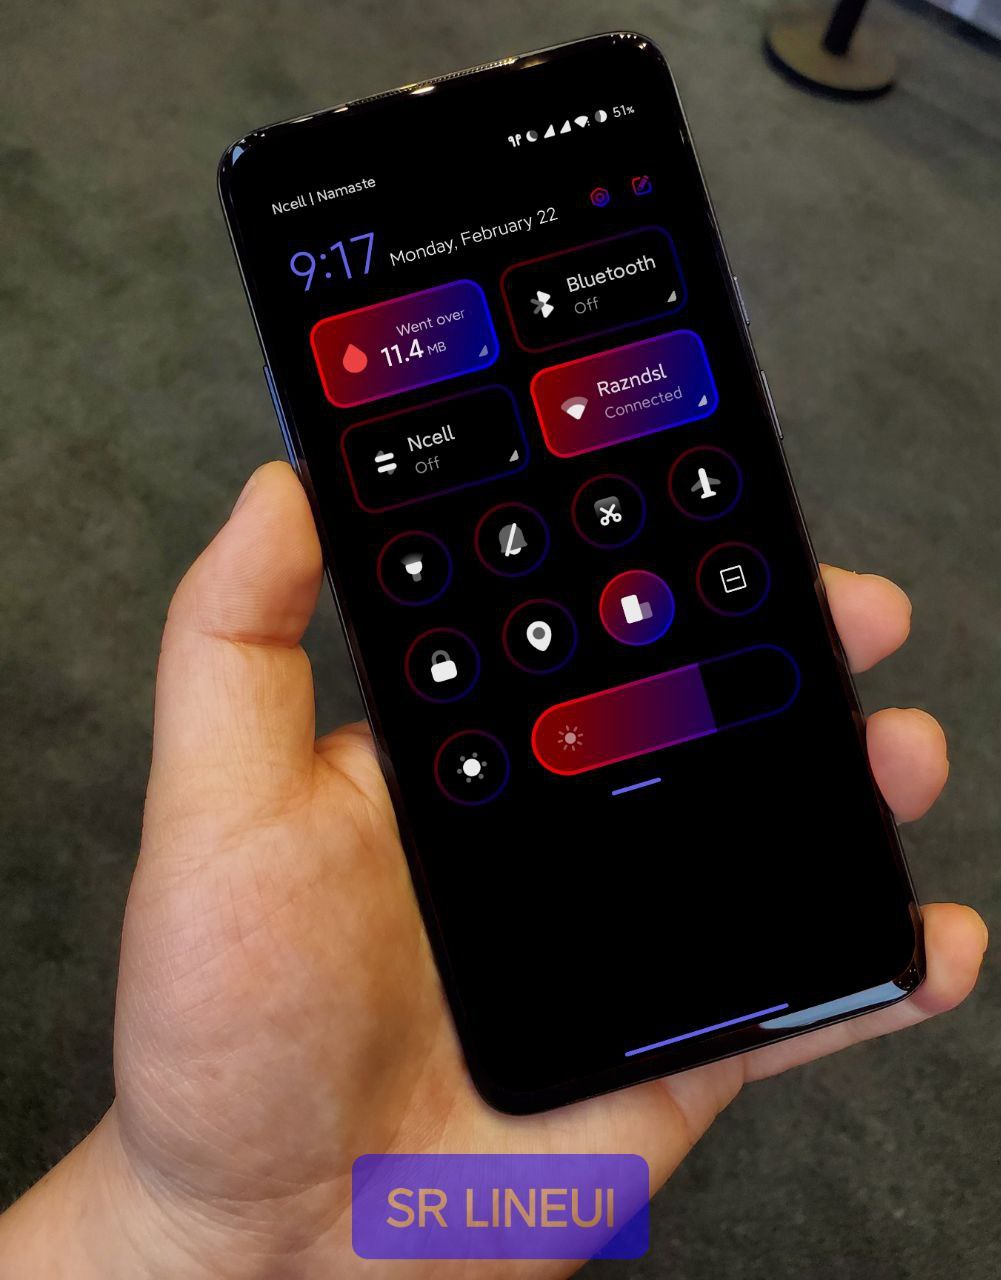 51%
Ncell | Namaste
9:17 Monday, February 22
Went over
11.4 MB
Bluetooth
Off
Ncell
Off
Razndsl
Connected
SR LINEUI